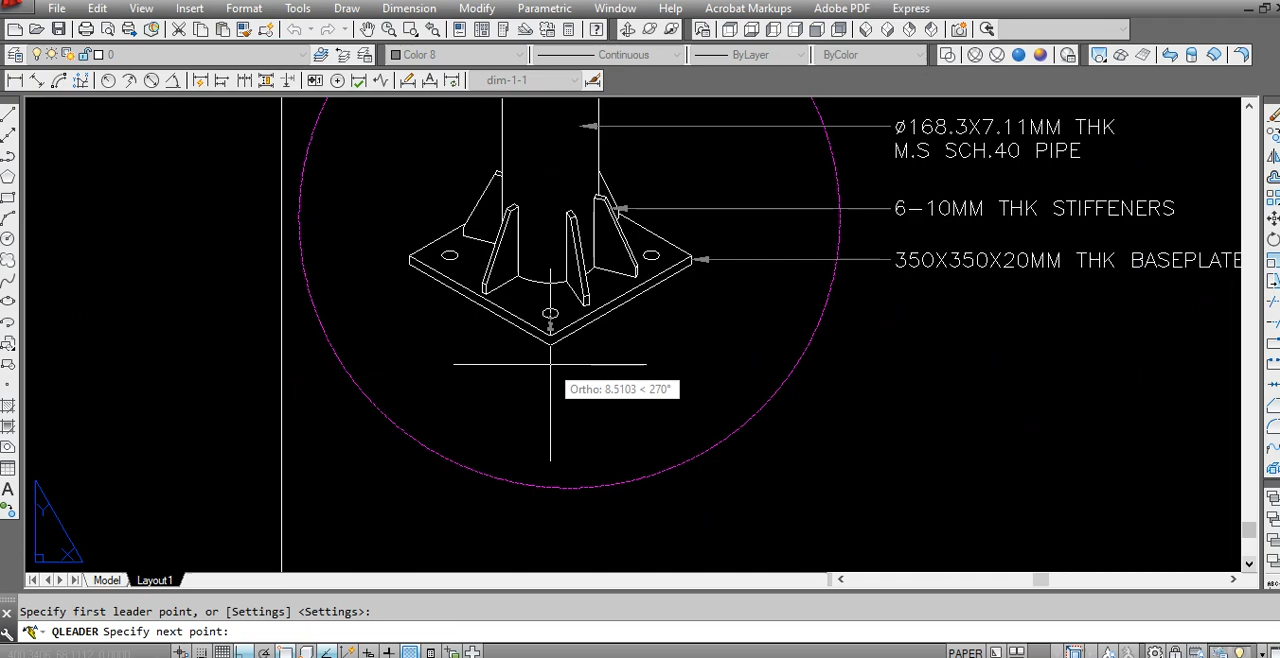 File Edit View Insert Format Tools Draw Dimension Modify Parametric Window Help Acrobat Markups Adobe PDF Express
0 Color 8 Continuous ByLayer ByColor
dim-1-1
ø168.3X7.11MM THK
M.S SCH.40 PIPE
6-10MM THK STIFFENERS
350X350X20MM THK BASEPLATE
Ortho: 8.5103 < 270°
Y
X
A
Model Layout1
Specify first leader point, or [Settings] <Settings>:
QLEADER Specify next point:
PAPER